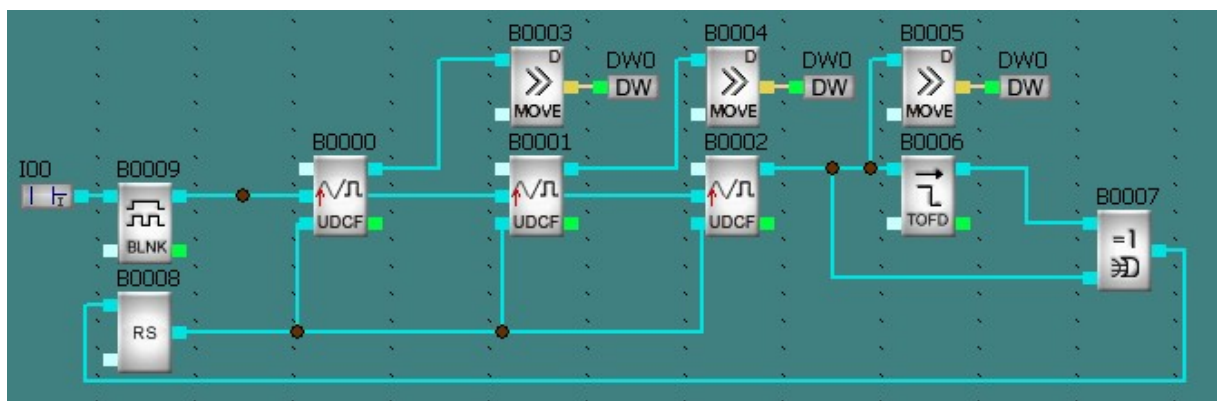 B0003
B0004
B0005
D
DW0
D
DW0
D
DW0
DW
DW
DW
MOVE
MOVE
MOVE
B0000
B0001
B0002
B0006
I00
B0009
B0007
UDCF
UDCF
UDCF
TOFD
=1
BLNK
B0008
RS